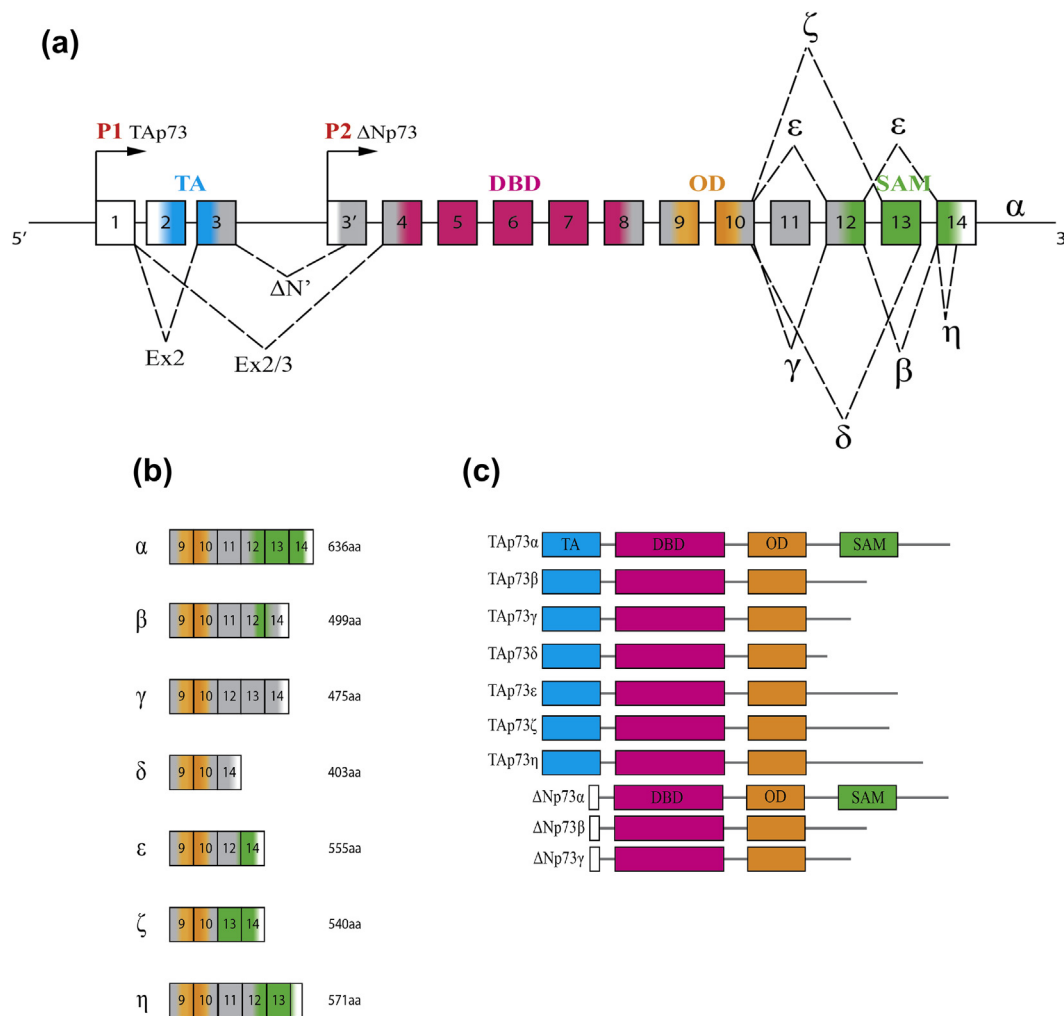 (a)
ζ
ε ε
P1 TAp73 P2 ΔNp73
TA DBD OD SAM
1 2 3 3' 4 5 6 7 8 9 10 11 12 13 14 α
5' 3
ΔN'
Ex2 Ex2/3 γ β η
δ
(b)
α 9 10 11 12 13 14 636aa
β 9 10 11 12 14 499aa
γ 9 10 12 13 14 475aa
δ 9 10 14 403aa
ε 9 10 12 14 555aa
ζ 9 10 13 14 540aa
η 9 10 11 12 13 571aa
(c)
TAp73α TA DBD OD SAM
TAp73β
TAp73γ
TAp73δ
TAp73ε
TAp73ζ
TAp73η
ΔNp73α DBD OD SAM
ΔNp73β
ΔNp73γ